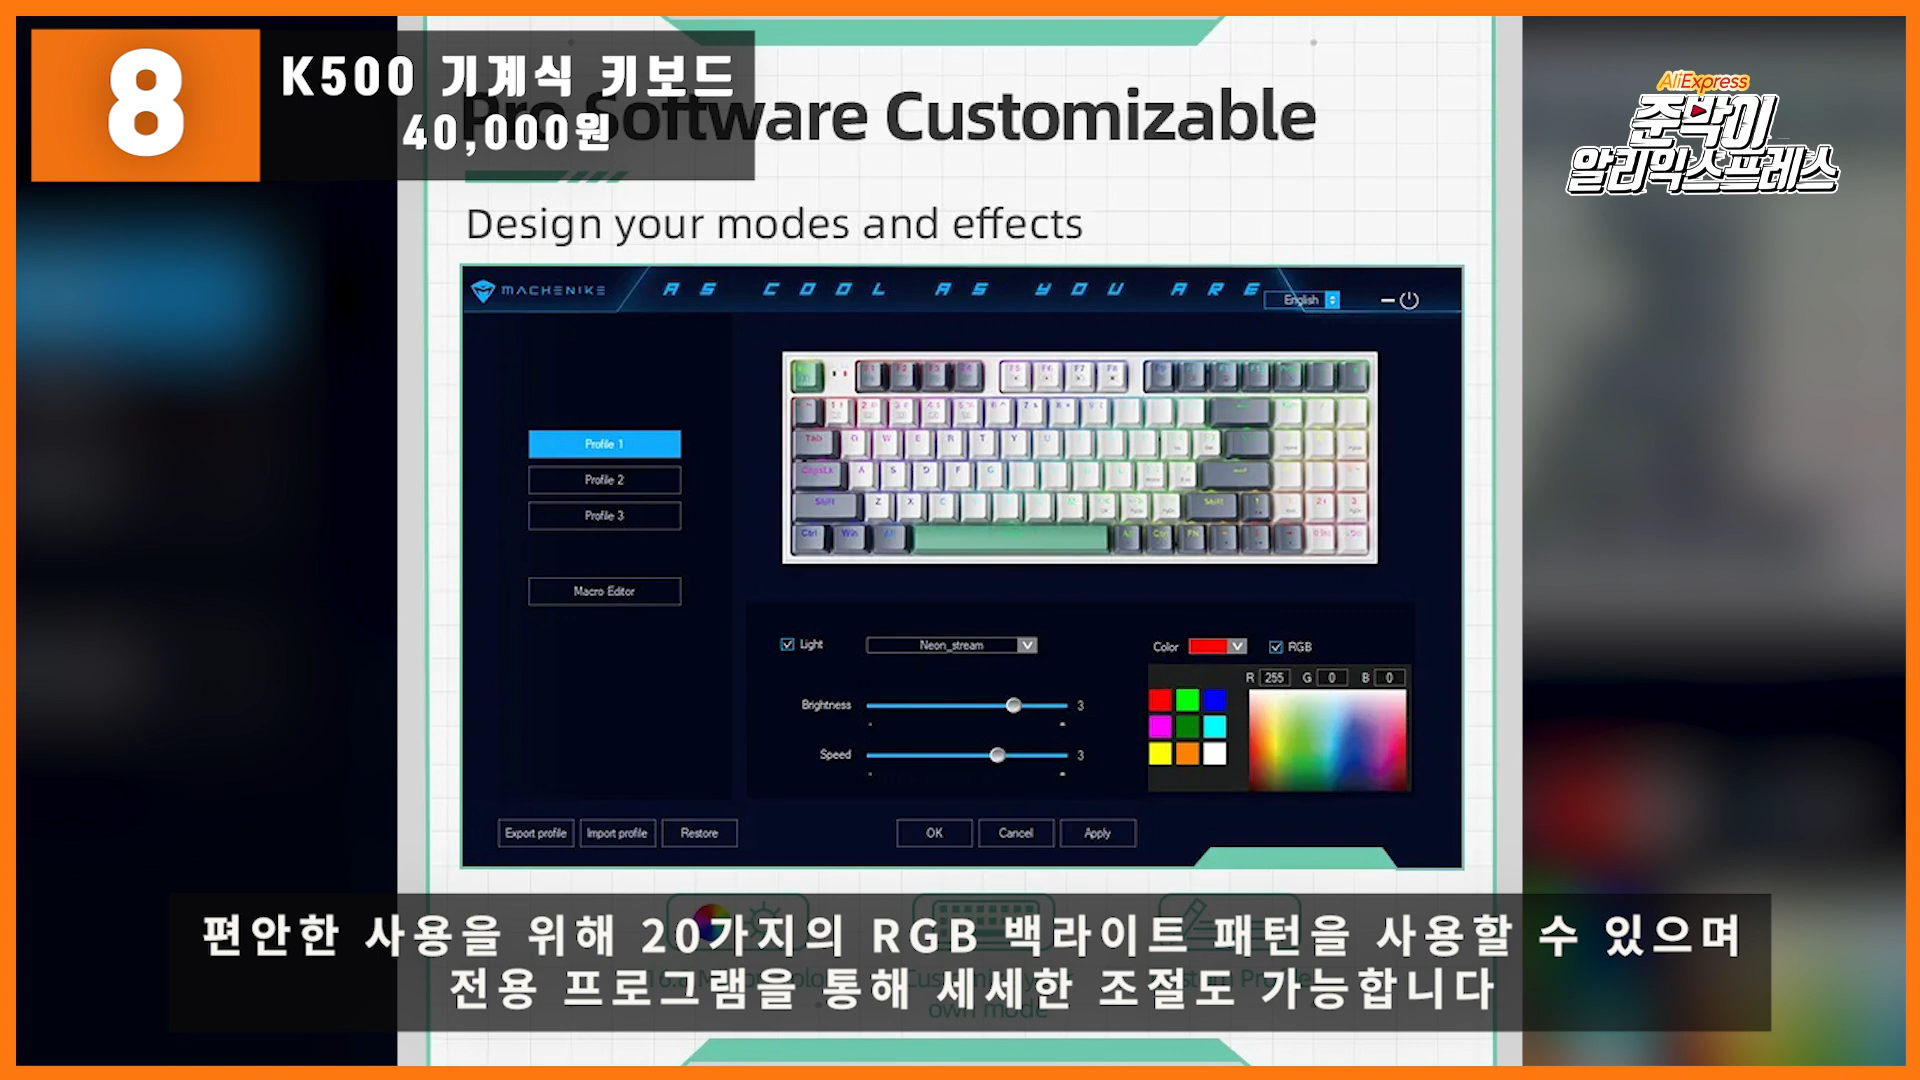 8
K500 기계식 키보드
40,000원
Pro Software Customizable
AliExpress
준박이
알리익스프레스
Design your modes and effects
MACHENIKE
AS COOL AS YOU ARE
English
Profile 1
Profile 2
Profile 3
Macro Editor
Light
Neon_stream
Color
RGB
R 255 G 0 B 0
Brightness
3
Speed
3
Export profile
Import profile
Restore
OK
Cancel
Apply
편안한 사용을 위해 20가지의 RGB 백라이트 패턴을 사용할 수 있으며
전용 프로그램을 통해 세세한 조절도 가능합니다
own mode